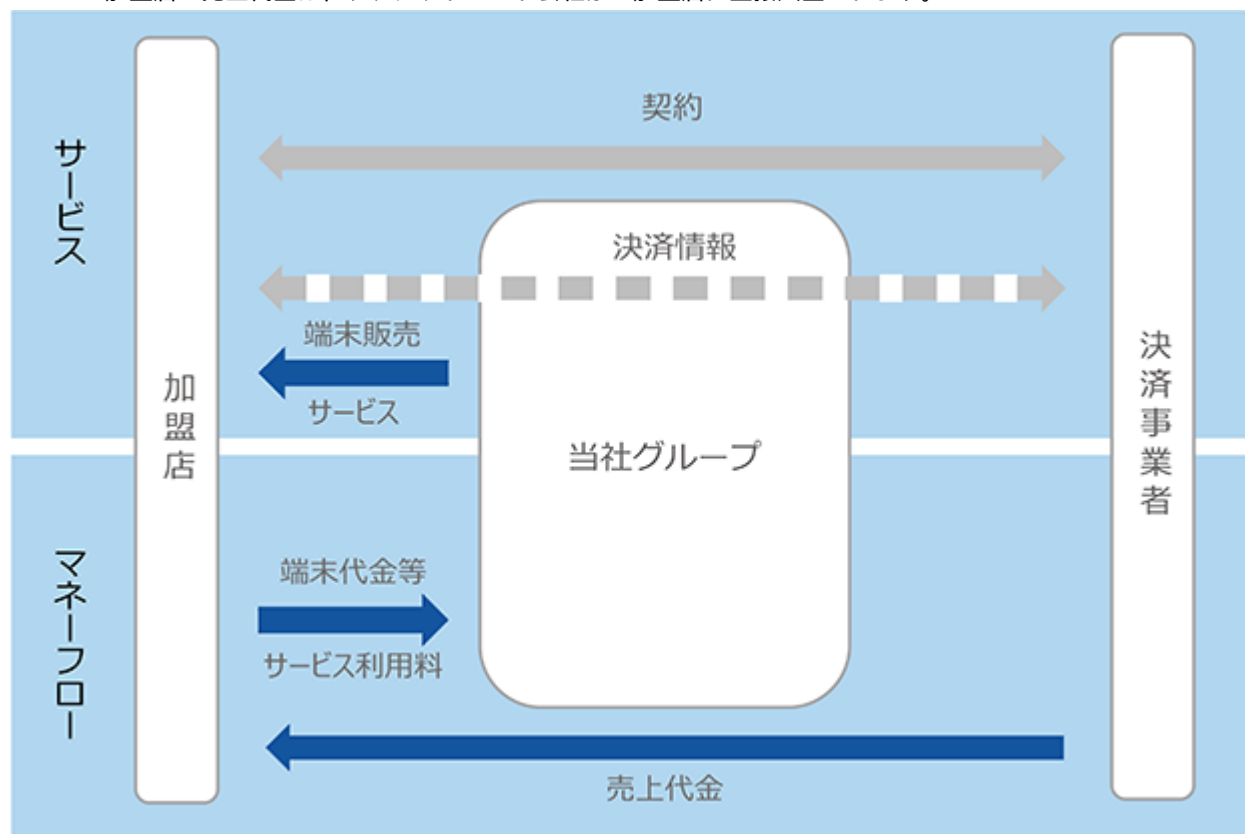 契約
サービス
決済情報
端末販売
サービス
加盟店
当社グループ
決済事業者
マネーフロー
端末代金等
サービス利用料
売上代金